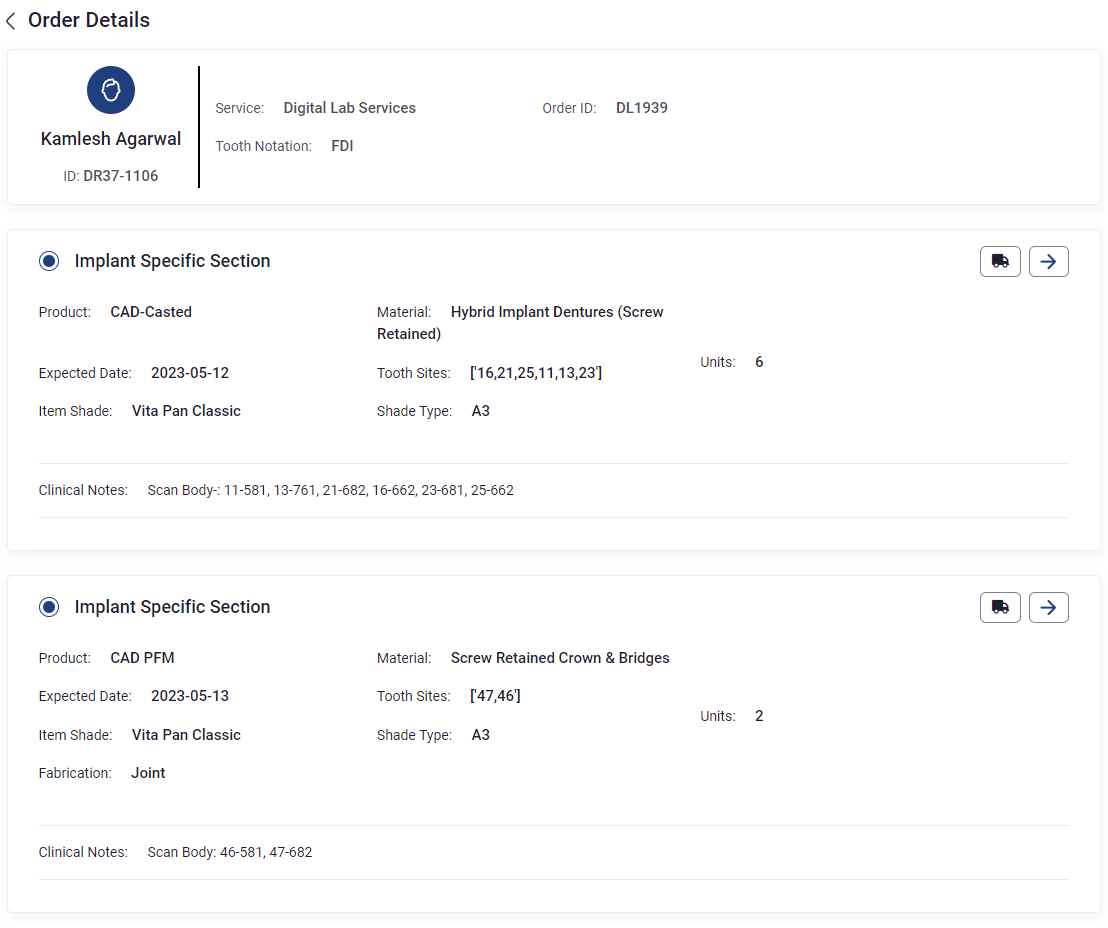 Order Details
Kamlesh Agarwal
ID: DR37-1106
Service: Digital Lab Services
Order ID: DL1939
Tooth Notation: FDI
Implant Specific Section
Product: CAD-Casted
Material: Hybrid Implant Dentures (Screw
Retained)
Expected Date: 2023-05-12
Tooth Sites: ['16,21,25,11,13,23']
Units: 6
Item Shade: Vita Pan Classic
Shade Type: A3
Clinical Notes: Scan Body-: 11-581, 13-761, 21-682, 16-662, 23-681, 25-662
Implant Specific Section
Product: CAD PFM
Material: Screw Retained Crown & Bridges
Expected Date: 2023-05-13
Tooth Sites: ['47,46']
Units: 2
Item Shade: Vita Pan Classic
Shade Type: A3
Fabrication: Joint
Clinical Notes: Scan Body: 46-581, 47-682